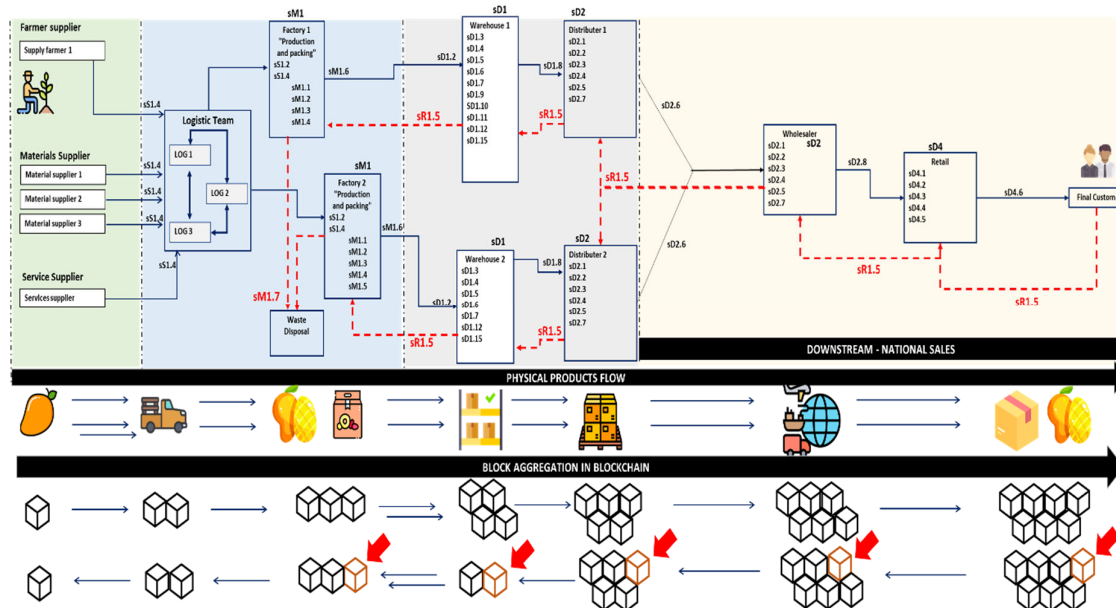 Farmer supplier
Supply farmer 1
sS1.4
Materials Supplier
Material supplier 1
Material supplier 2
Material supplier 3
sS1.4
sS1.4
sS1.4
Service Supplier
Services supplier
sS1.4
Logistic Team
LOG 1
LOG 2
LOG 3
sM1
Factory 1
"Production
and packing"
sS1.2
sS1.4
sM1.1
sM1.2
sM1.3
sM1.4
sM1.6
sM1
Factory 2
"Production
and packing"
sS1.2
sS1.4
sM1.1
sM1.2
sM1.3
sM1.4
sM1.5
sM1.6
sM1.7
Waste
Disposal
sD1
Warehouse 1
sD1.3
sD1.4
sD1.5
sD1.6
sD1.7
sD1.9
SD1.10
sD1.11
sD1.12
sD1.15
sD1.2
sD1.8
sR1.5
sR1.5
sD2
Distributer 1
sD2.1
sD2.2
sD2.3
sD2.4
sD2.5
sD2.7
sD1
Warehouse 2
sD1.3
sD1.4
sD1.5
sD1.6
sD1.7
sD1.12
sD1.15
sD1.2
sD1.8
sR1.5
sR1.5
sD2
Distributer 2
sD2.1
sD2.2
sD2.3
sD2.4
sD2.5
sD2.7
sR1.5
sD2.6
sD2.6
Wholesaler
sD2
sD2.1
sD2.2
sD2.3
sD2.4
sD2.5
sD2.7
sD2.8
sD4
Retail
sD4.1
sD4.2
sD4.3
sD4.4
sD4.5
sD4.6
Final Custom
sR1.5
sR1.5
DOWNSTREAM - NATIONAL SALES
PHYSICAL PRODUCTS FLOW
BLOCK AGGREGATION IN BLOCKCHAIN